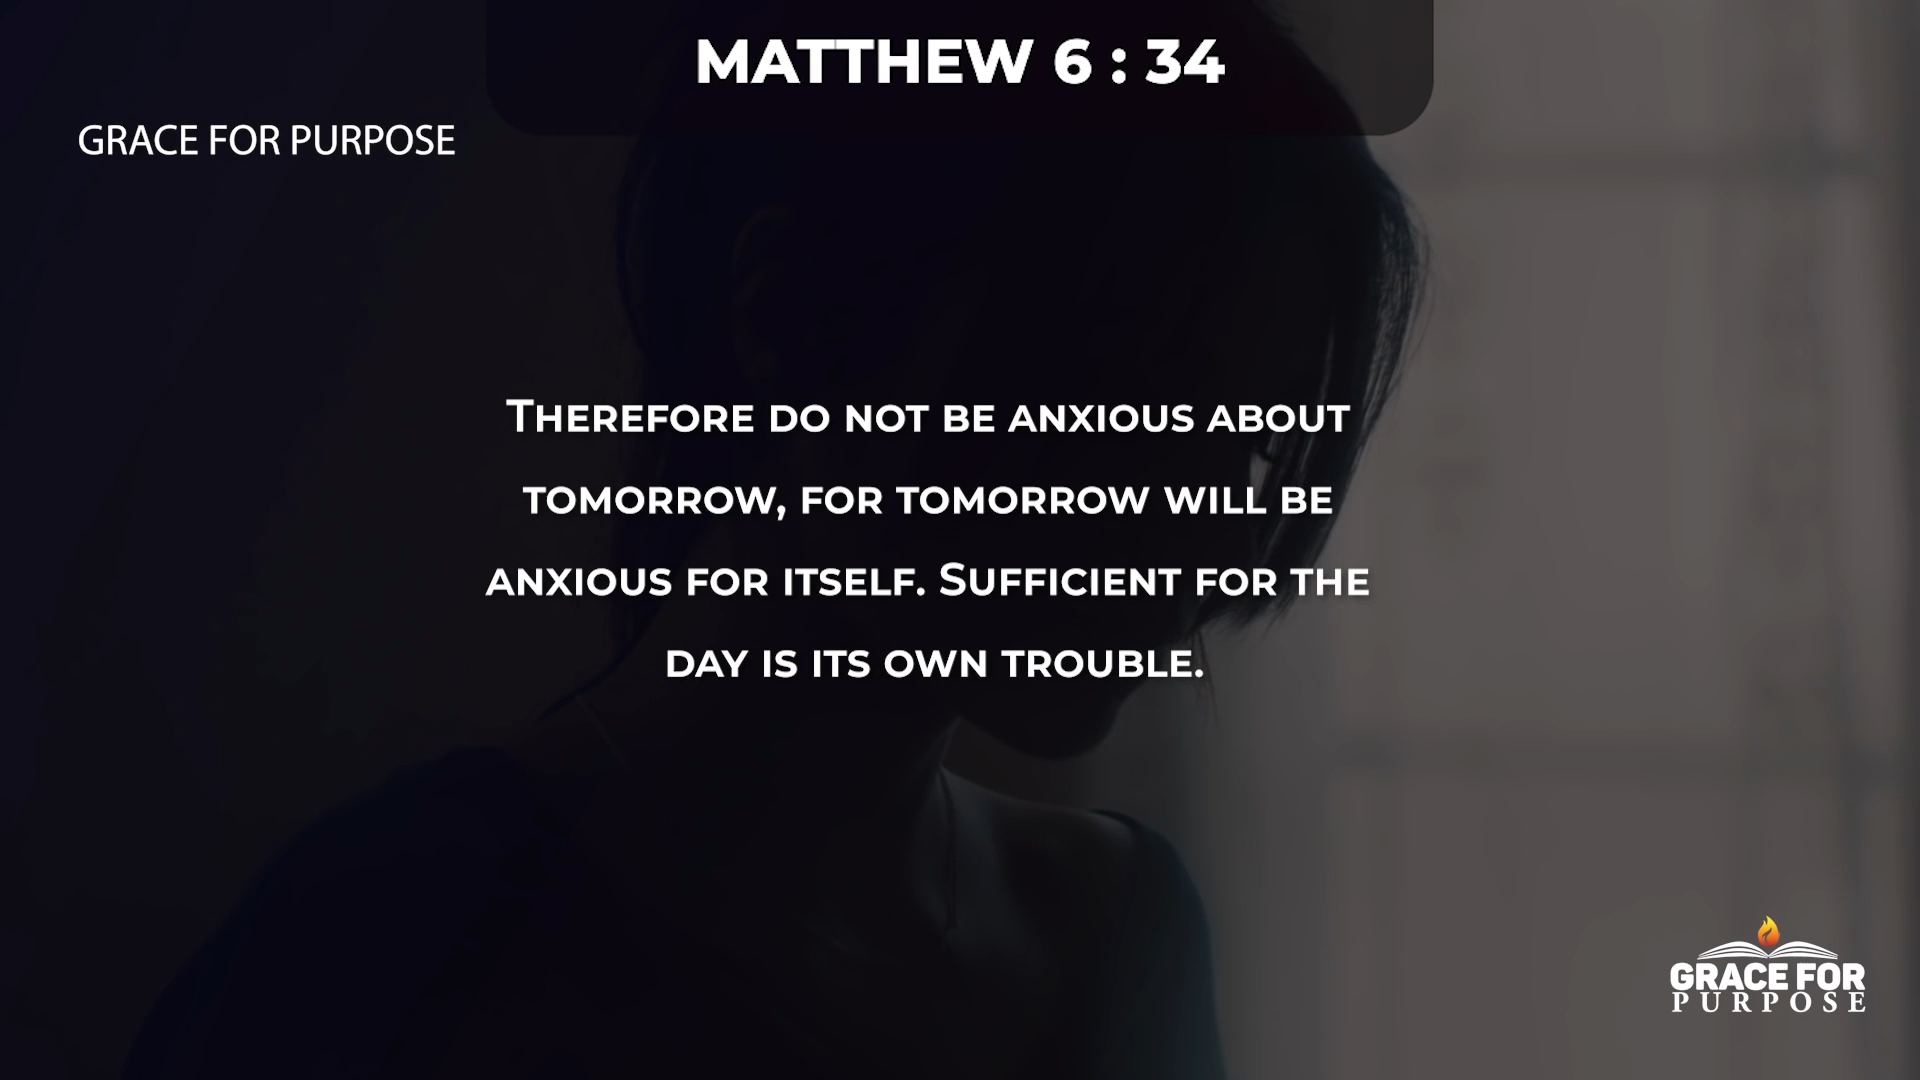 MATTHEW 6 : 34
GRACE FOR PURPOSE
THEREFORE DO NOT BE ANXIOUS ABOUT
TOMORROW, FOR TOMORROW WILL BE
ANXIOUS FOR ITSELF. SUFFICIENT FOR THE
DAY IS ITS OWN TROUBLE.
GRACE FOR
PURPOSE